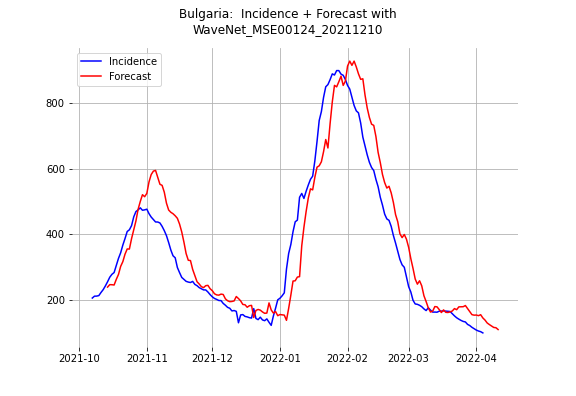 Bulgaria:  Incidence + Forecast with
WaveNet_MSE00124_20211210
Incidence
Forecast
800
600
400
200
2021-10
2021-11
2021-12
2022-01
2022-02
2022-03
2022-04